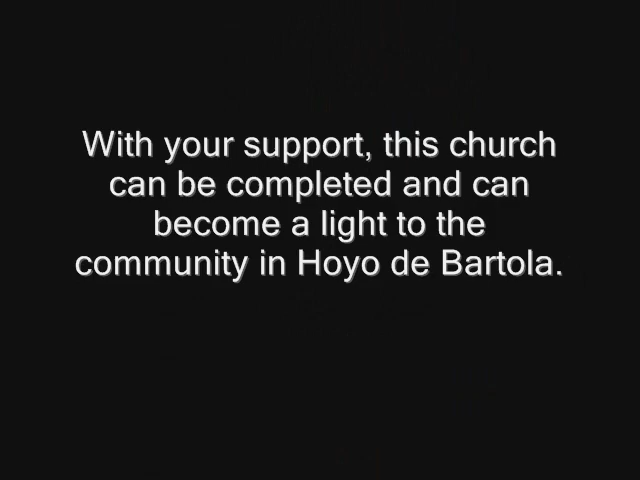 With your support, this church
can be completed and can
become a light to the
community in Hoyo de Bartola.